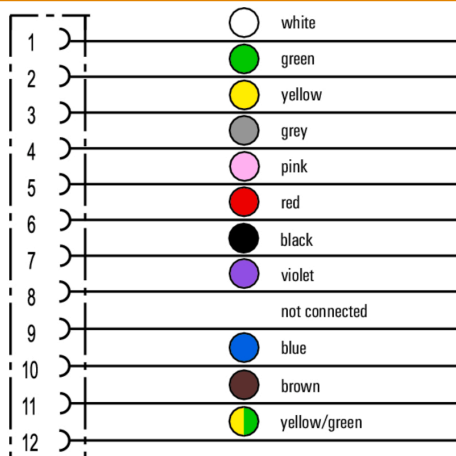 white
1
green
2
yellow
3
grey
4
pink
5
red
6
black
7
violet
8
not connected
9
blue
10
brown
11
yellow/green
12